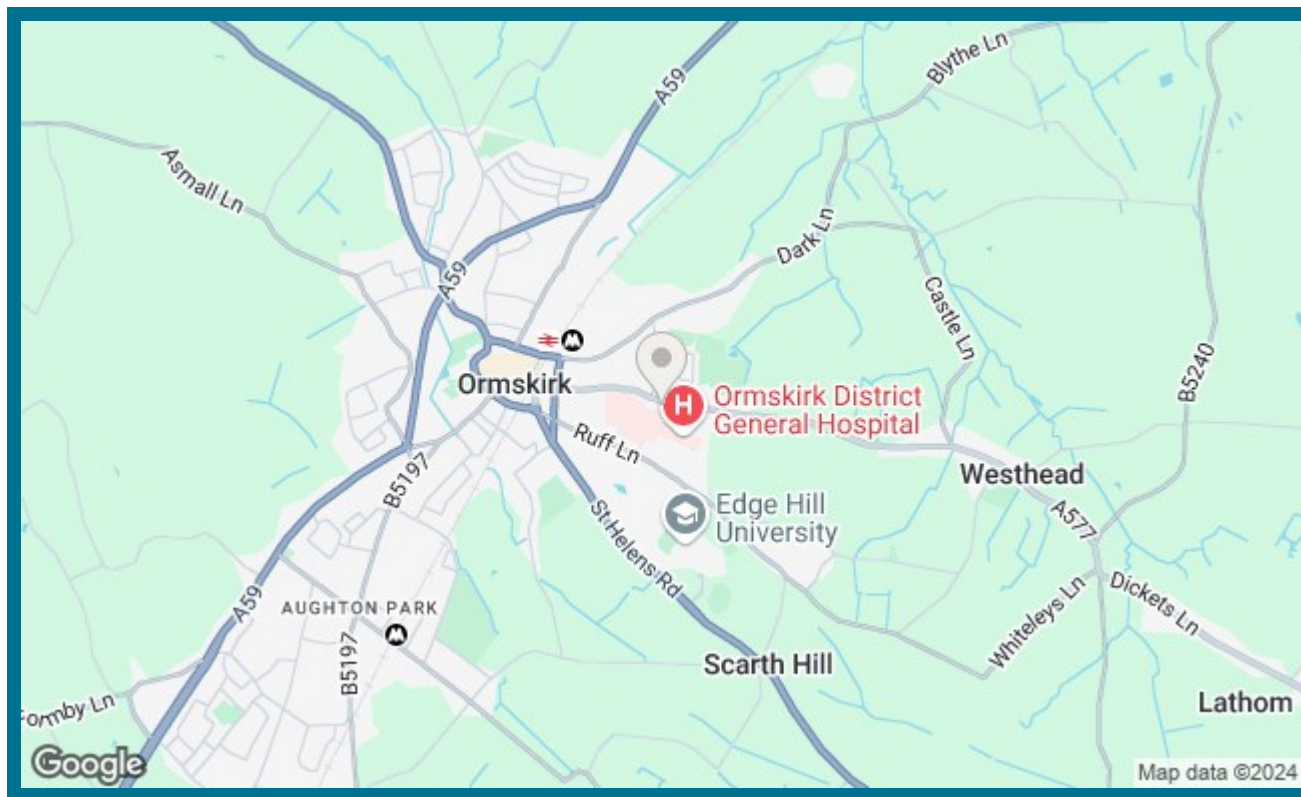 Blythe Ln
A59
Asmall Ln
Dark Ln
A59
Castle Ln
B5240
Ormskirk
H
Ormskirk District
General Hospital
Ruff Ln
B5197
Westhead
Edge Hill
University
A577
St Helens Rd
A59
AUGHTON PARK
Dickets Ln
Whiteleys Ln
B5197
Scarth Hill
Formby Ln
Lathom
Google
Map data ©2024